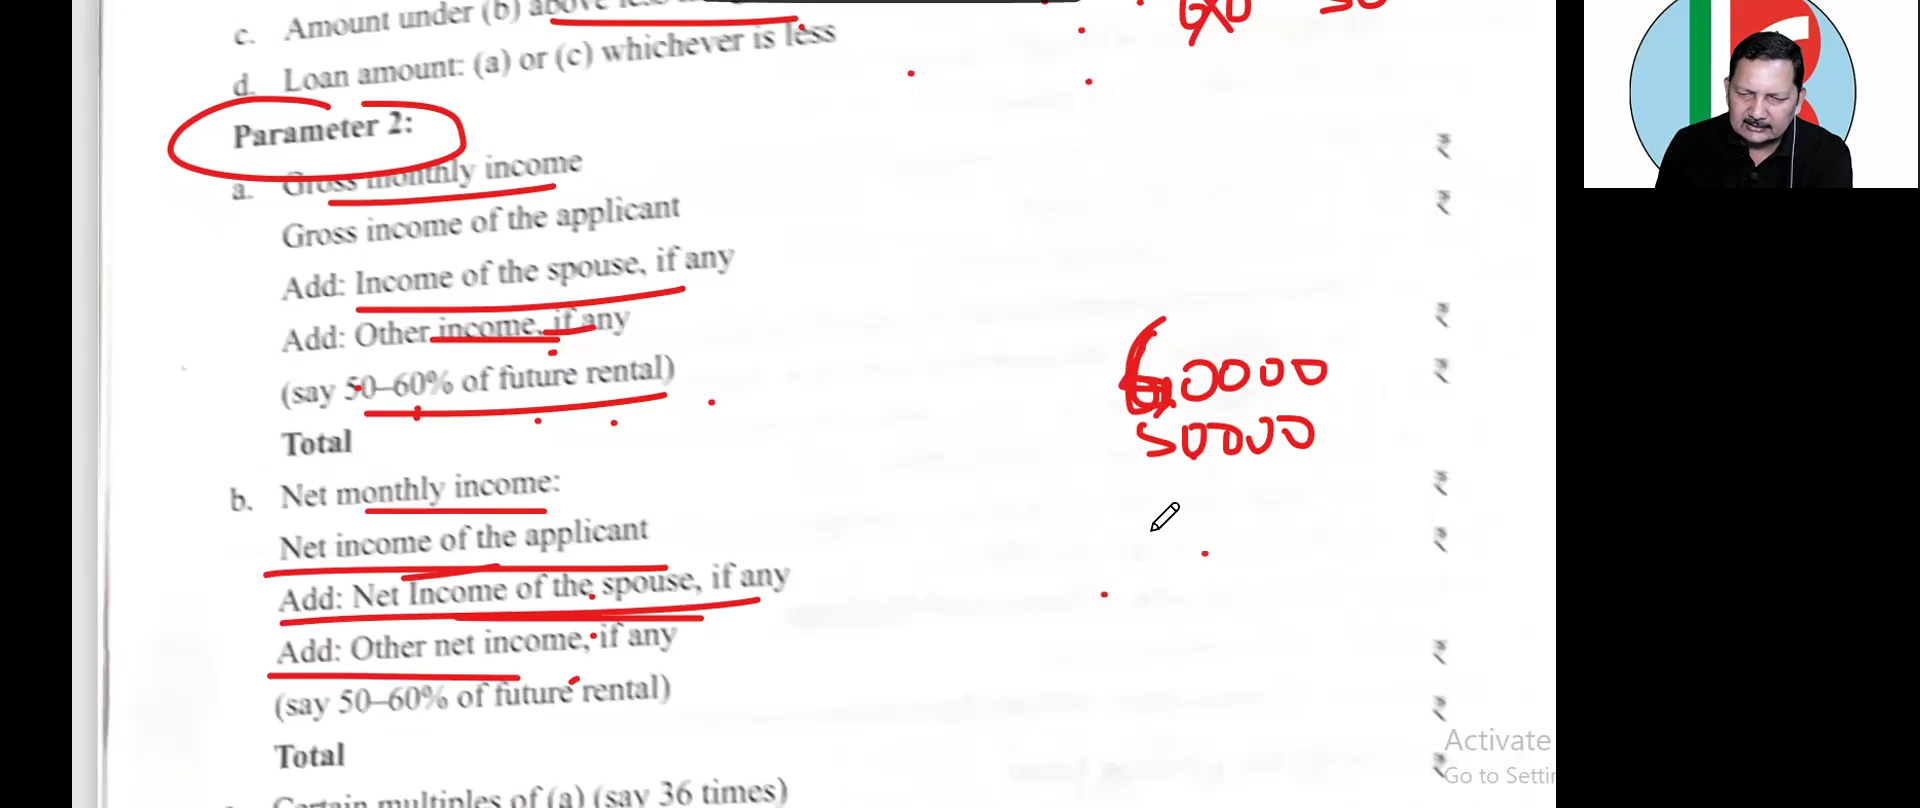 c. Amount under (b) above less
d. Loan amount: (a) or (c) whichever is less
Parameter 2:
a. Gross monthly income ₹
Gross income of the applicant ₹
Add: Income of the spouse, if any
Add: Other income, if any ₹
(say 50–60% of future rental) ₹
60000
50000
Total
b. Net monthly income: ₹
Net income of the applicant ₹
Add: Net Income of the spouse, if any
Add: Other net income, if any ₹
(say 50–60% of future rental) ₹
Total ₹
Certain multiples of (a) (say 36 times)
Activate
Go to Settin